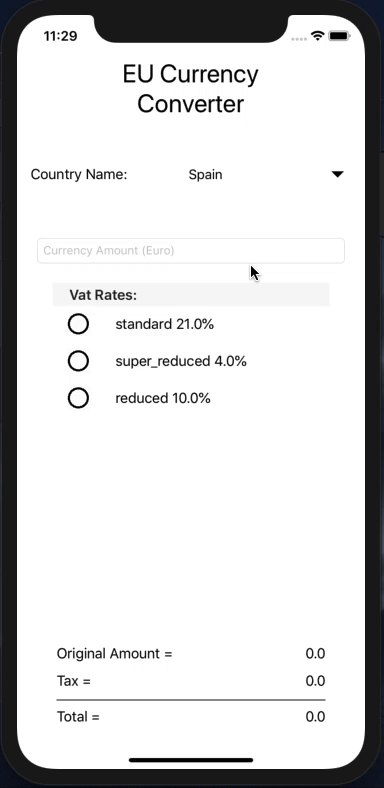 11:29
EU Currency
Converter
Country Name: Spain
Currency Amount (Euro)
Vat Rates:
standard 21.0%
super_reduced 4.0%
reduced 10.0%
Original Amount = 0.0
Tax = 0.0
Total = 0.0